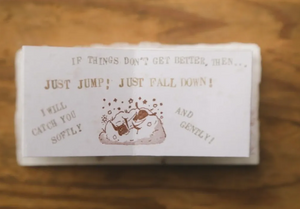 IF THINGS DON'T GET BETTER, THEN...
JUST JUMP! JUST FALL DOWN!
I WILL
CATCH YOU
SOFTLY
AND
GENTLY!